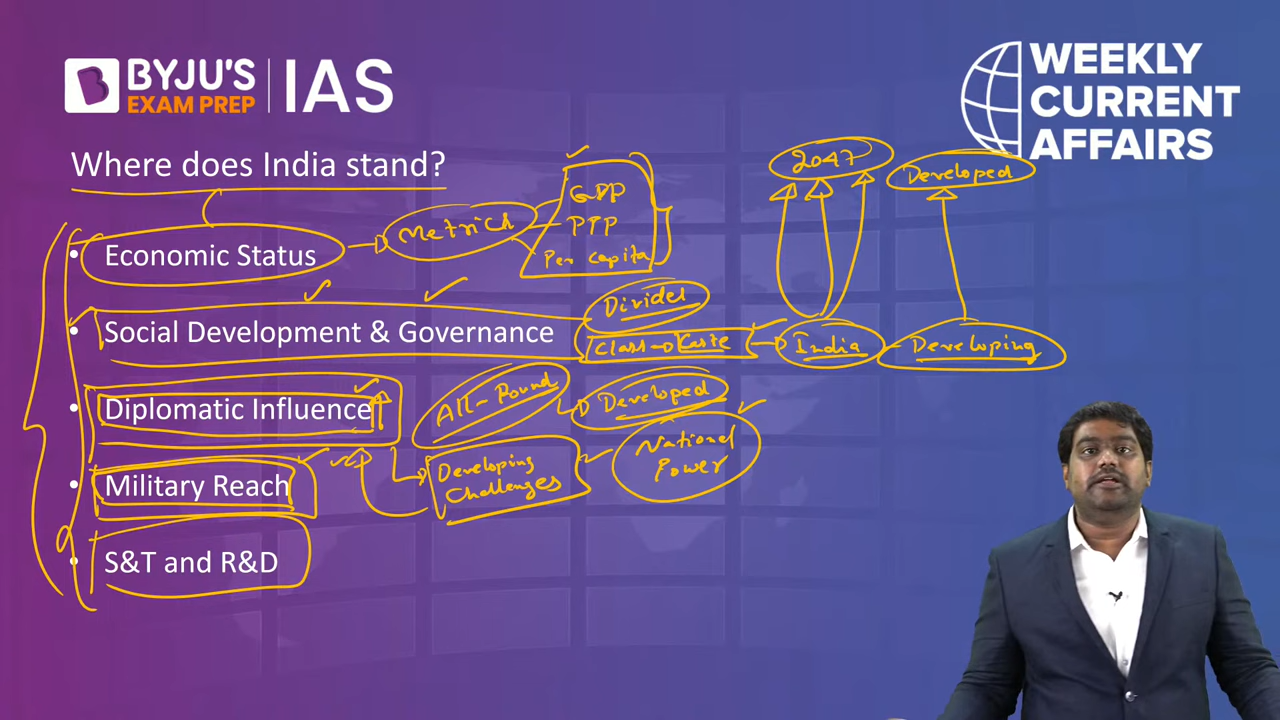 BYJU'S
EXAM PREP
IAS
WEEKLY
CURRENT
AFFAIRS
Where does India stand?
2047
Developed
GDP
PPP
Per Capita
Metrich
• Economic Status
Divider
• Social Development & Governance
Class → Caste
India
Developing
• Diplomatic Influence
All-Round
Developed
National
Power
Developing
Challenges
• Military Reach
• S&T and R&D